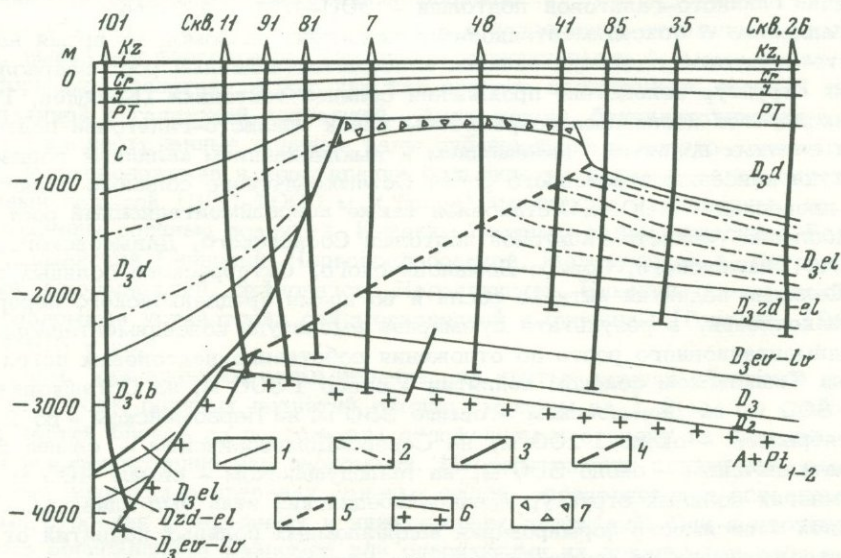 101 Скв. 11 91 81 7 48 41 85 35 Скв. 26
м Kz Kz
0 Cr Cr
J J
PT PT
C
1000 D₃d
D₃d D₃el
2000 D₃zd-el
D₃lb D₃ev-lv
3000 D₃
D₂
A+Pt₁₋₂
1 2 3 4
D₃el
Dzd-el 5 6 7
4000
D₃ev-lv